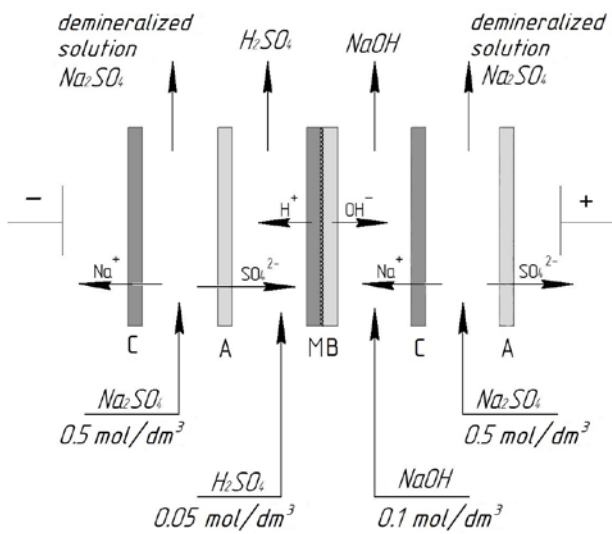 demineralized
solution
Na₂SO₄
H₂SO₄
NaOH
demineralized
solution
Na₂SO₄
−
+
H⁺
OH⁻
Na⁺
SO₄²⁻
Na⁺
SO₄²⁻
C
A
MB
C
A
Na₂SO₄
0.5 mol/dm³
Na₂SO₄
0.5 mol/dm³
H₂SO₄
0.05 mol/dm³
NaOH
0.1 mol/dm³